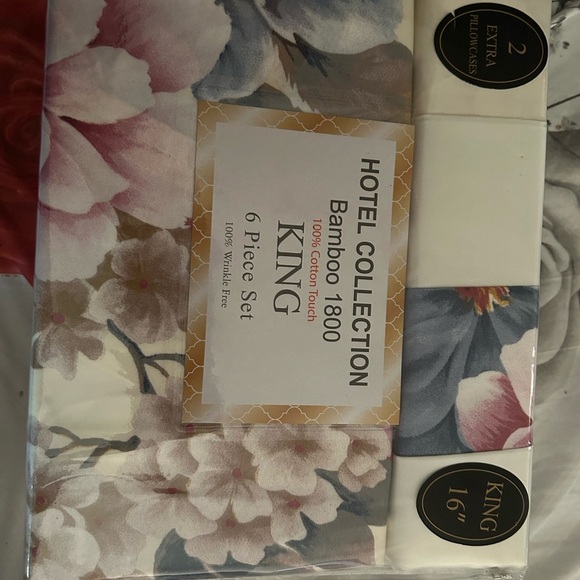 2
EXTRA
PILLOWCASES
HOTEL COLLECTION
Bamboo 1800
100% Cotton Touch
KING
6 Piece Set
100% Wrinkle Free
KING
16"